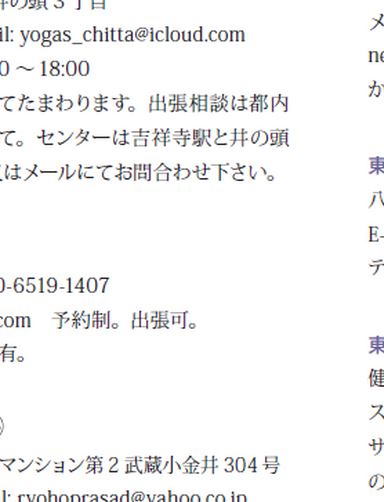 井の頭 3 丁目
il: yogas_chitta@icloud.com
0 ～ 18:00
てたまわります。出張相談は都内
て。センターは吉祥寺駅と井の頭
はメールにてお問合わせ下さい。
0-6519-1407
com　予約制。出張可。
有。
マンション第 2 武蔵小金井 304 号
l: ryohoprasad@yahoo.co.jp
メ
ne
か
東
八
E-
テ
東
健
ス
サ
の